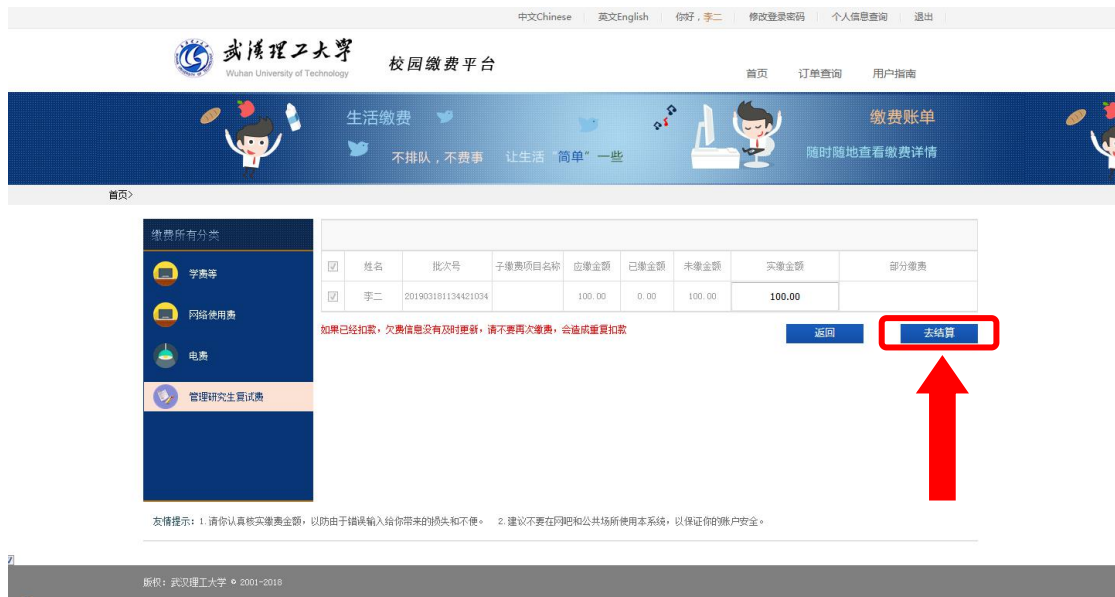 中文Chinese 英文English 你好，李二 修改登录密码 个人信息查询 退出
武汉理工大学
Wuhan University of Technology
校园缴费平台
首页 订单查询 用户指南
生活缴费
不排队，不费事 让生活“简单”一些
缴费账单
随时随地查看缴费详情
首页>
缴费所有分类
学费等
网络使用费
电费
管理研究生复试费
姓名 批次号 子缴费项目名称 应缴金额 已缴金额 未缴金额 实缴金额 部分缴费
李二 201903181134421034 100.00 0.00 100.00 100.00
如果已经扣款，欠费信息没有及时更新，请不要再次缴费，会造成重复扣款
返回 去结算
友情提示：1.请你认真核实缴费金额，以防由于错误输入给你带来的损失和不便。 2.建议不要在网吧和公共场所使用本系统，以保证你的账户安全。
版权：武汉理工大学 © 2001-2018